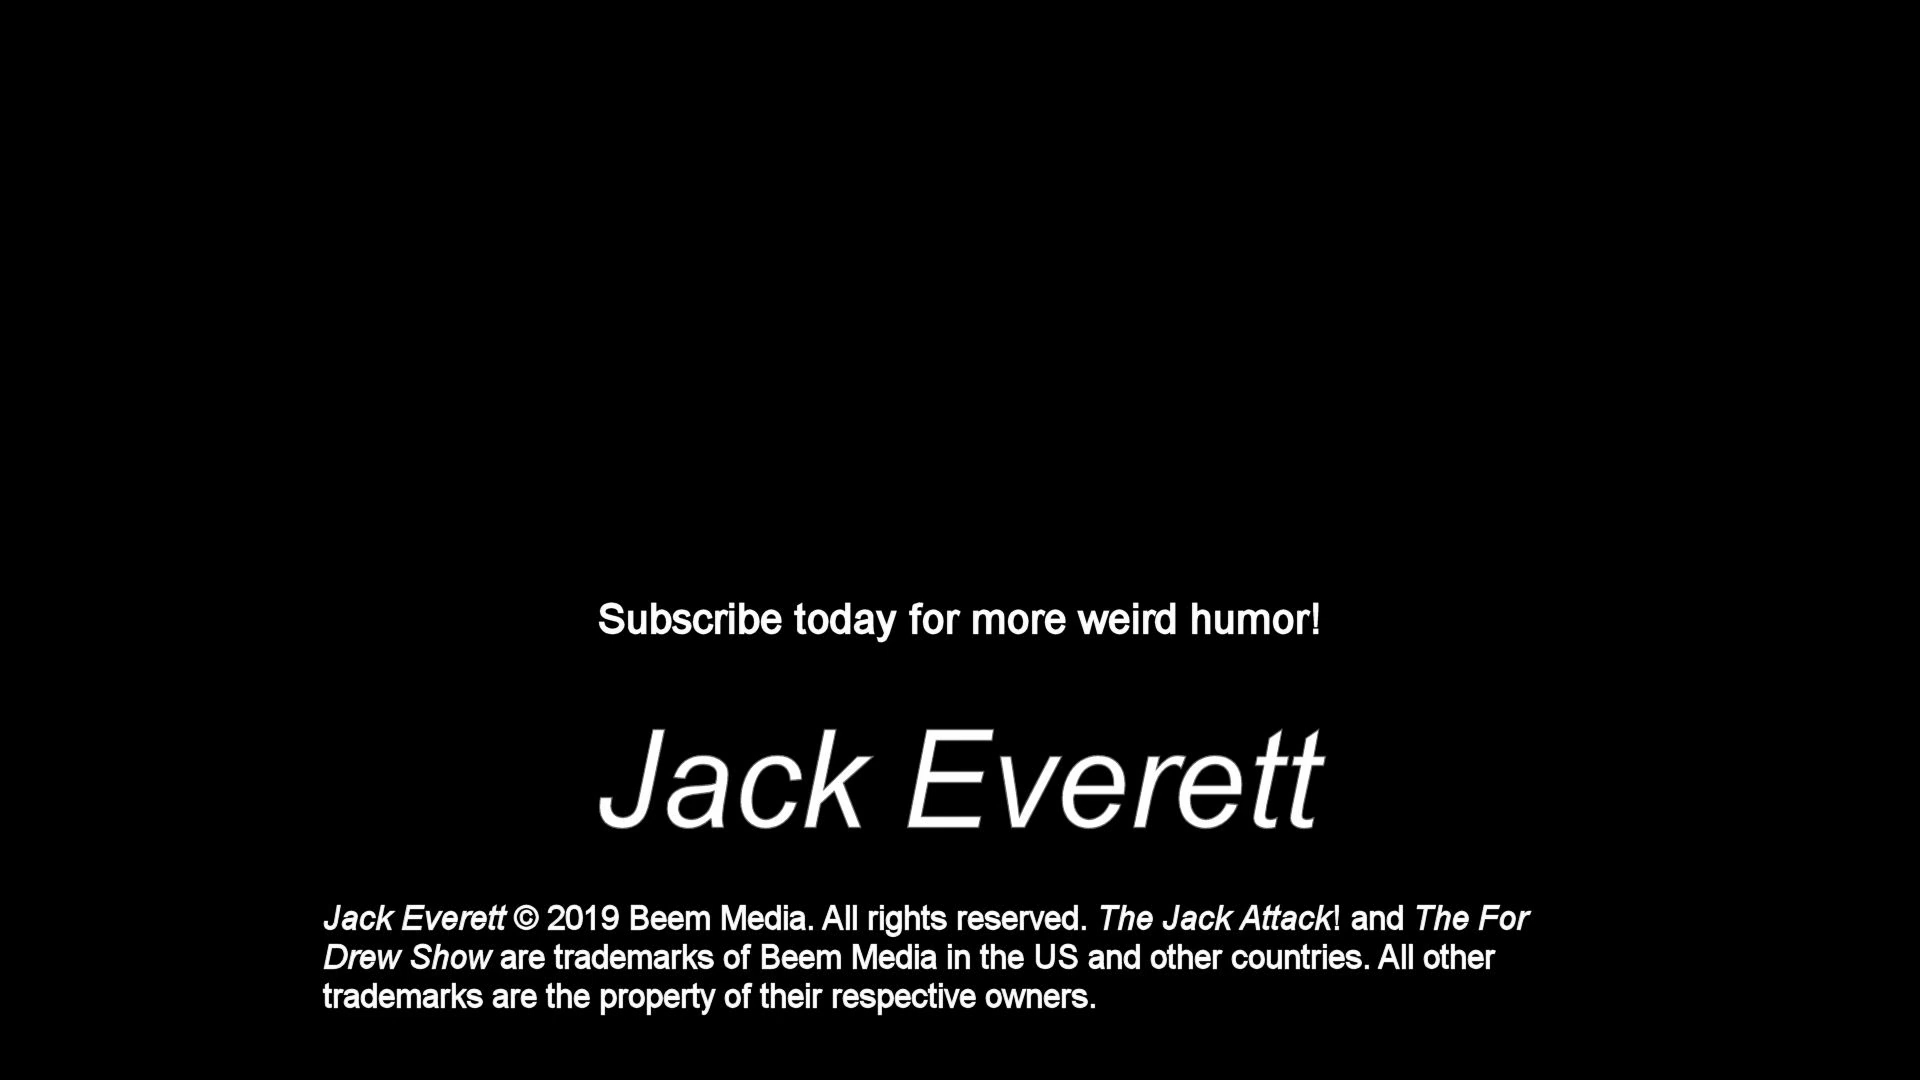 Subscribe today for more weird humor!
Jack Everett
Jack Everett © 2019 Beem Media. All rights reserved. The Jack Attack! and The For
Drew Show are trademarks of Beem Media in the US and other countries. All other
trademarks are the property of their respective owners.